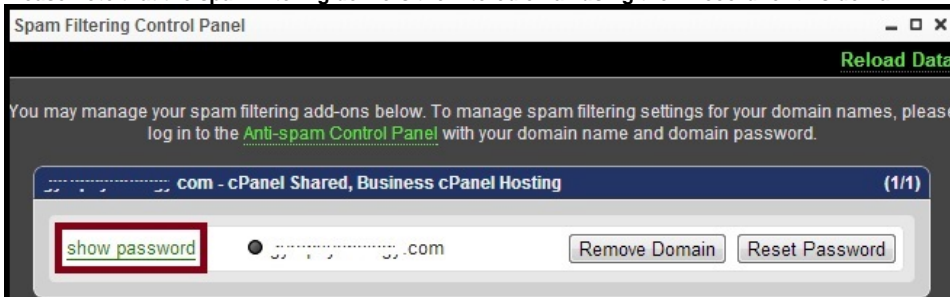 Spam Filtering Control Panel
Reload Data
You may manage your spam filtering add-ons below. To manage spam filtering settings for your domain names, please
log in to the Anti-spam Control Panel with your domain name and domain password.
com - cPanel Shared, Business cPanel Hosting (1/1)
show password .com Remove Domain Reset Password